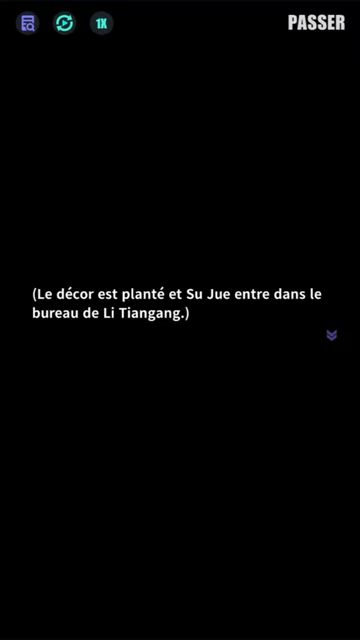 1X
PASSER
(Le décor est planté et Su Jue entre dans le
bureau de Li Tiangang.)